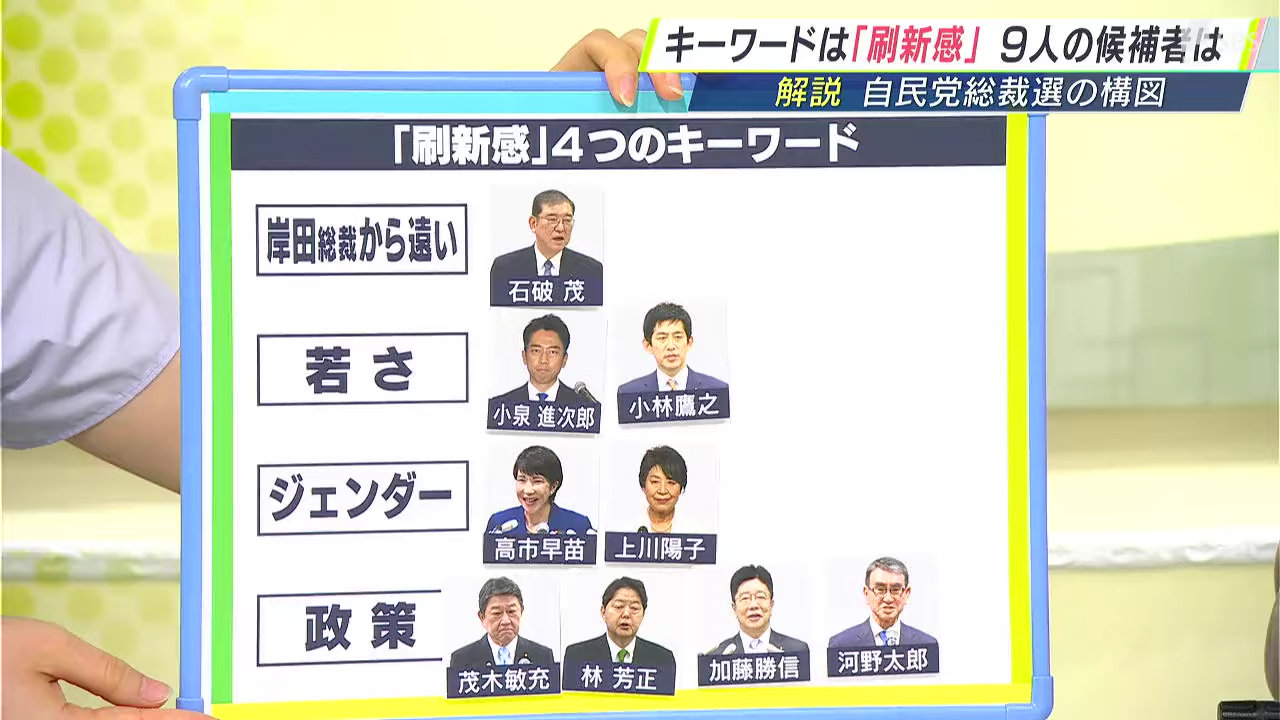 キーワードは「刷新感」 9人の候補者は
解説 自民党総裁選の構図
「刷新感」4つのキーワード
岸田総裁から遠い
石破 茂
若さ
小泉 進次郎
小林鷹之
ジェンダー
高市早苗
上川陽子
政策
茂木敏充
林 芳正
加藤勝信
河野太郎